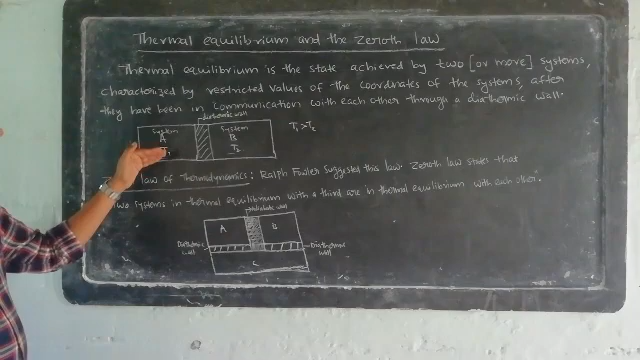 Thermal equilibrium and the zeroth law
Thermal equilibrium is the state achieved by two [or more] systems,
characterized by restricted values of the coordinates of the systems, after
they have been in communication with each other through a diathermic wall.
diathermic wall
System System T₁ > T₂
A B
T₁ T₂
law of Thermodynamics: Ralph Fowler suggested this law. Zeroth law states that
Two systems in thermal equilibrium with a third are in thermal equilibrium with each other".
Adiabatic wall
A B
Diathermic Diathermic
wall wall
C